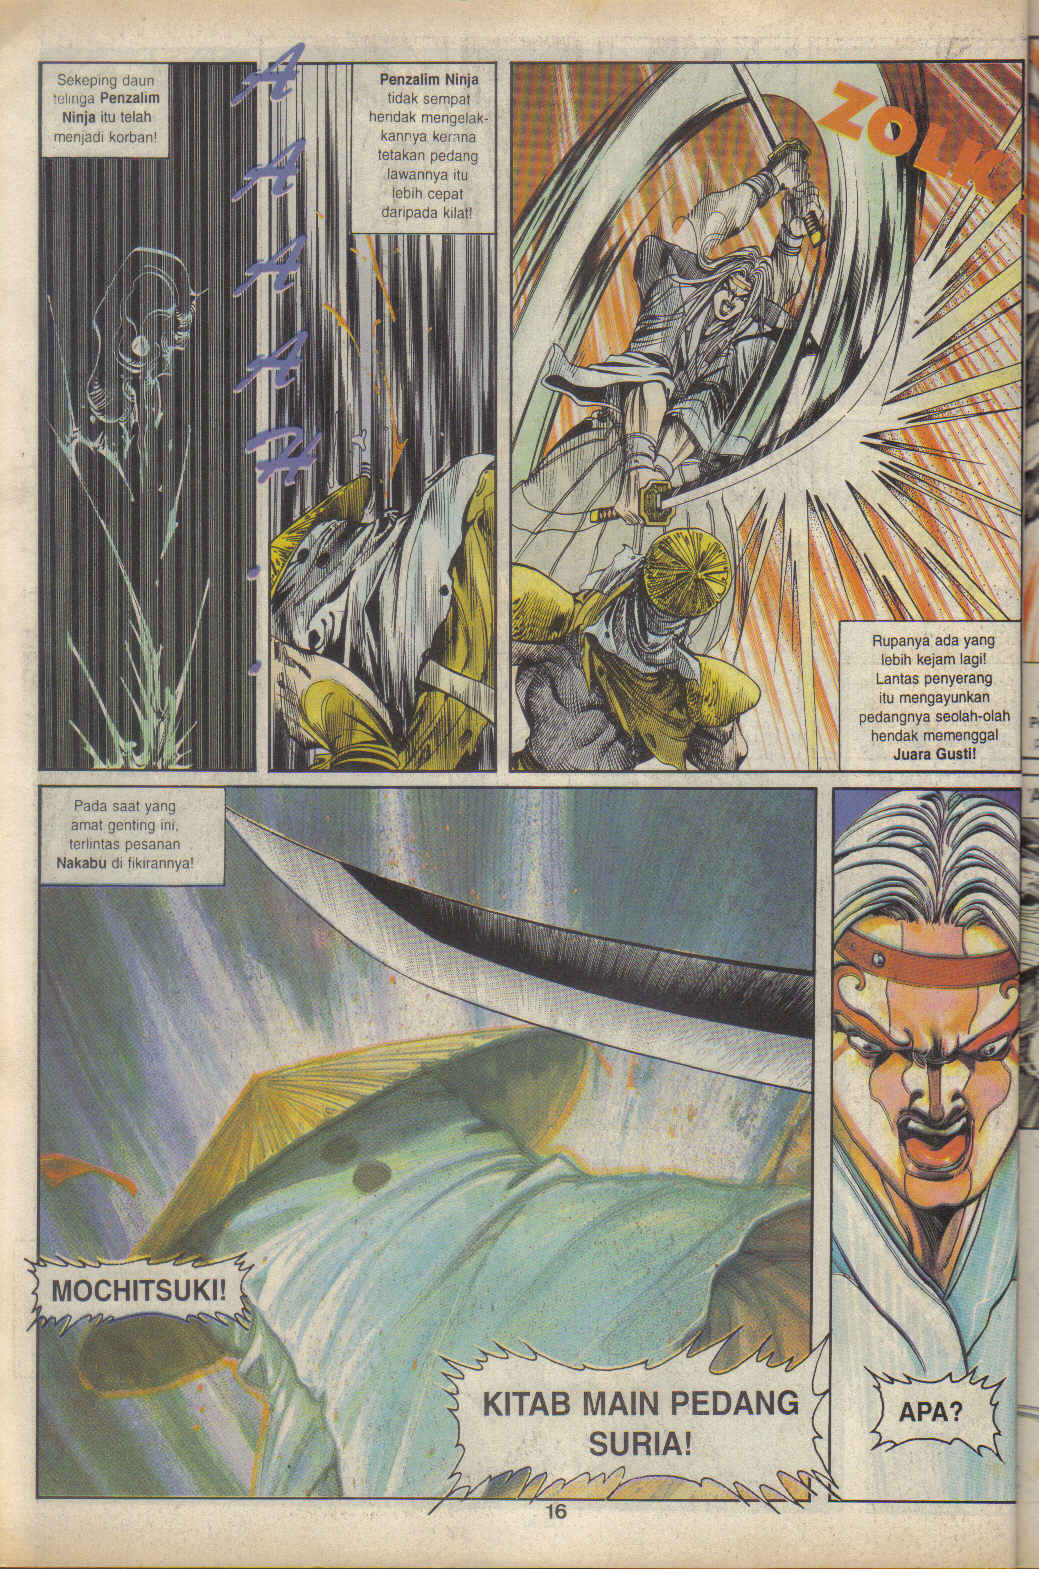 Sekeping daun
telinga Penzalim
Ninja itu telah
menjadi korban!
AAAAH..
Penzalim Ninja
tidak sempat
hendak mengelak-
kannya kerana
tetakan pedang
lawannya itu
lebih cepat
daripada kilat!
ZOLK
Rupanya ada yang
lebih kejam lagi!
Lantas penyerang
itu mengayunkan
pedangnya seolah-olah
hendak memenggal
Juara Gusti!
Pada saat yang
amat genting ini,
terlintas pesanan
Nakabu di fikirannya!
MOCHITSUKI!
KITAB MAIN PEDANG
SURIA!
APA?
16